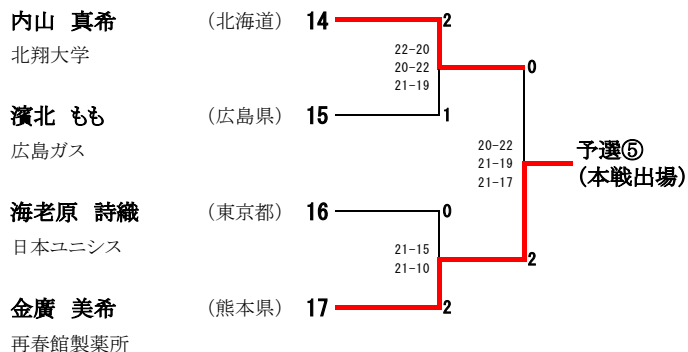 内山 真希 (北海道) 14
北翔大学
2
22-20
20-22
21-19
0
濱北 もも (広島県) 15
広島ガス
1
20-22
21-19
21-17
予選⑤
(本戦出場)
海老原 詩織 (東京都) 16
日本ユニシス
0
21-15
21-10
2
金廣 美希 (熊本県) 17
再春館製薬所
2